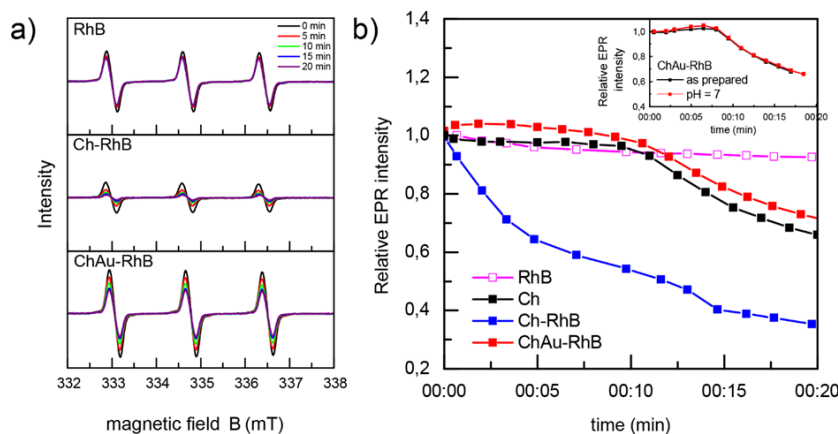 a)
RhB
0 min
5 min
10 min
15 min
20 min
Ch-RhB
ChAu-RhB
Intensity
332 333 334 335 336 337 338
magnetic field B (mT)
b)
Relative EPR intensity
1,4
1,2
1,0
0,8
0,6
0,4
0,2
RhB
Ch
Ch-RhB
ChAu-RhB
00:00 00:05 00:10 00:15 00:20
time (min)
Relative EPR
intensity
1,2
1,0
0,8
0,6
0,4
ChAu-RhB
as prepared
pH = 7
00:00 00:05 00:10 00:15 00:20
time (min)